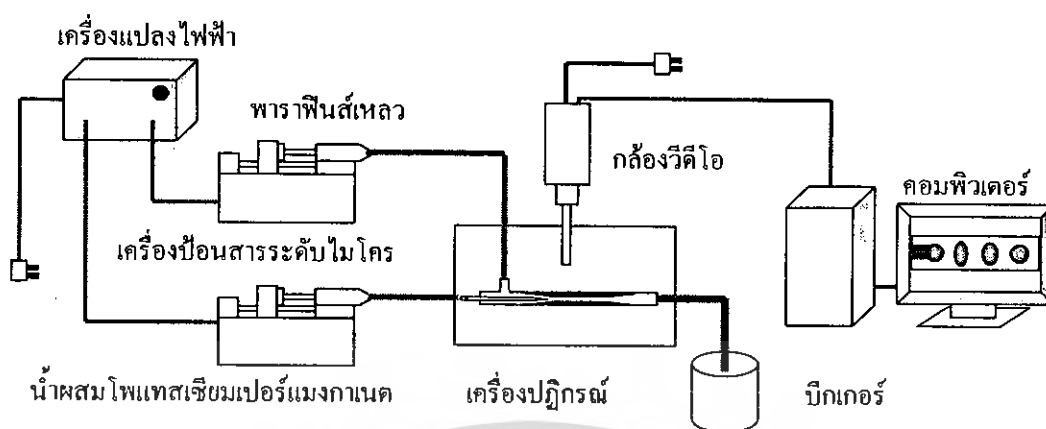 เครื่องแปลงไฟฟ้า
พาราฟินส์เหลว
กล้องวีดีโอ
คอมพิวเตอร์
เครื่องป้อนสารระดับไมโคร
น้ำผสมโพแทสเซียมเปอร์แมงกาเนต
เครื่องปฏิกรณ์
บีกเกอร์